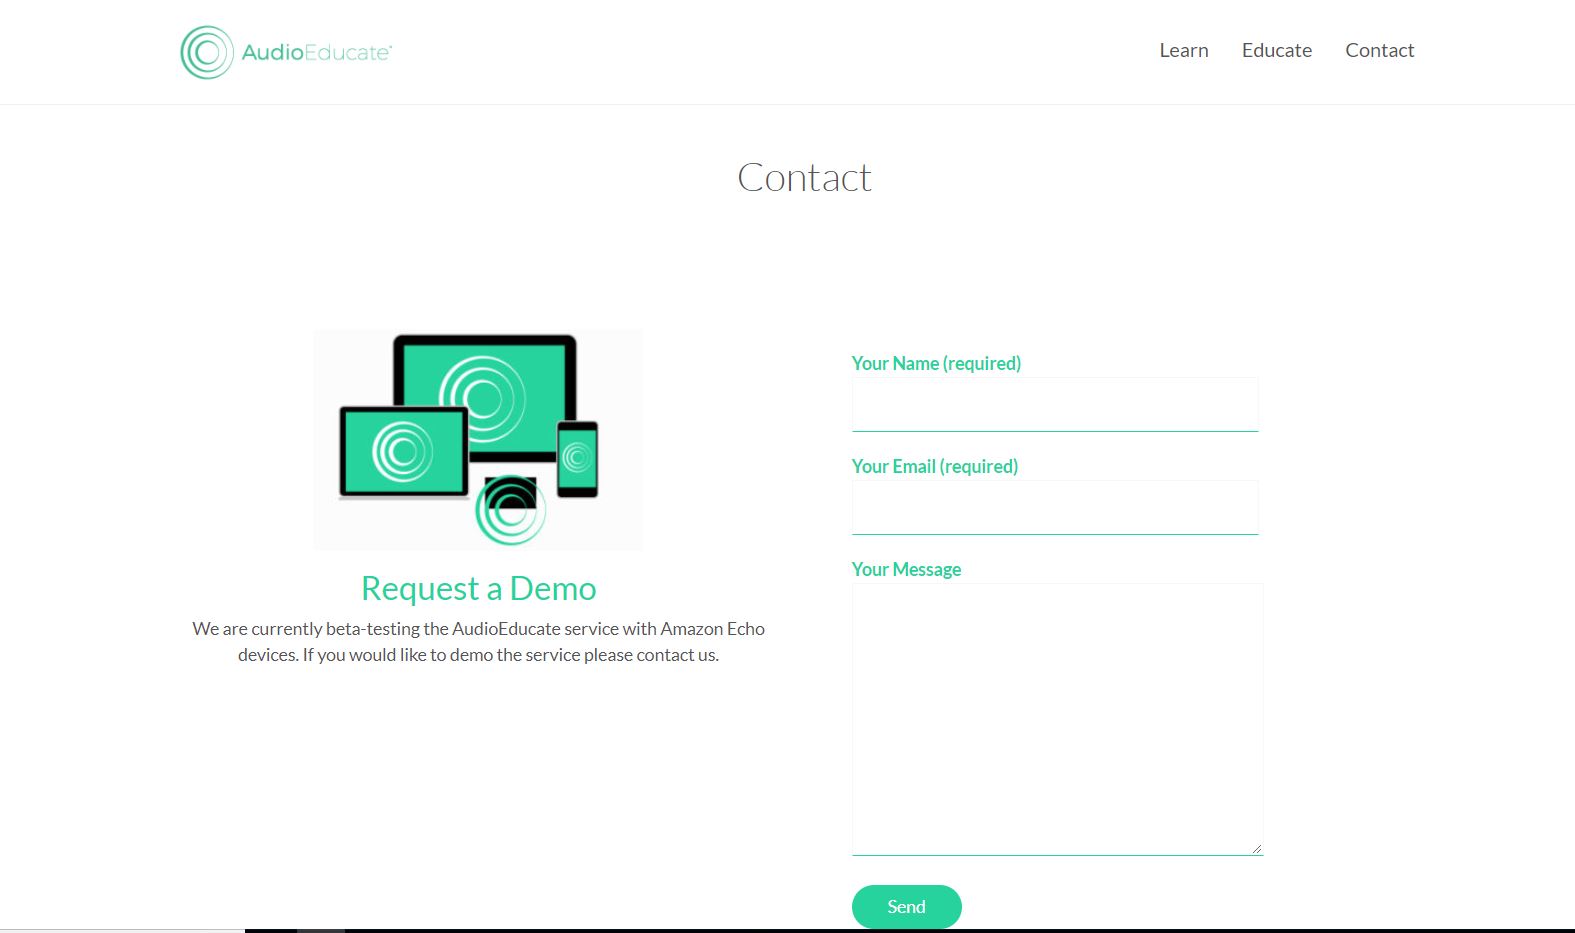 AudioEducate
Learn
Educate
Contact
Contact
Request a Demo
We are currently beta-testing the AudioEducate service with Amazon Echo
devices. If you would like to demo the service please contact us.
Your Name (required)
Your Email (required)
Your Message
Send